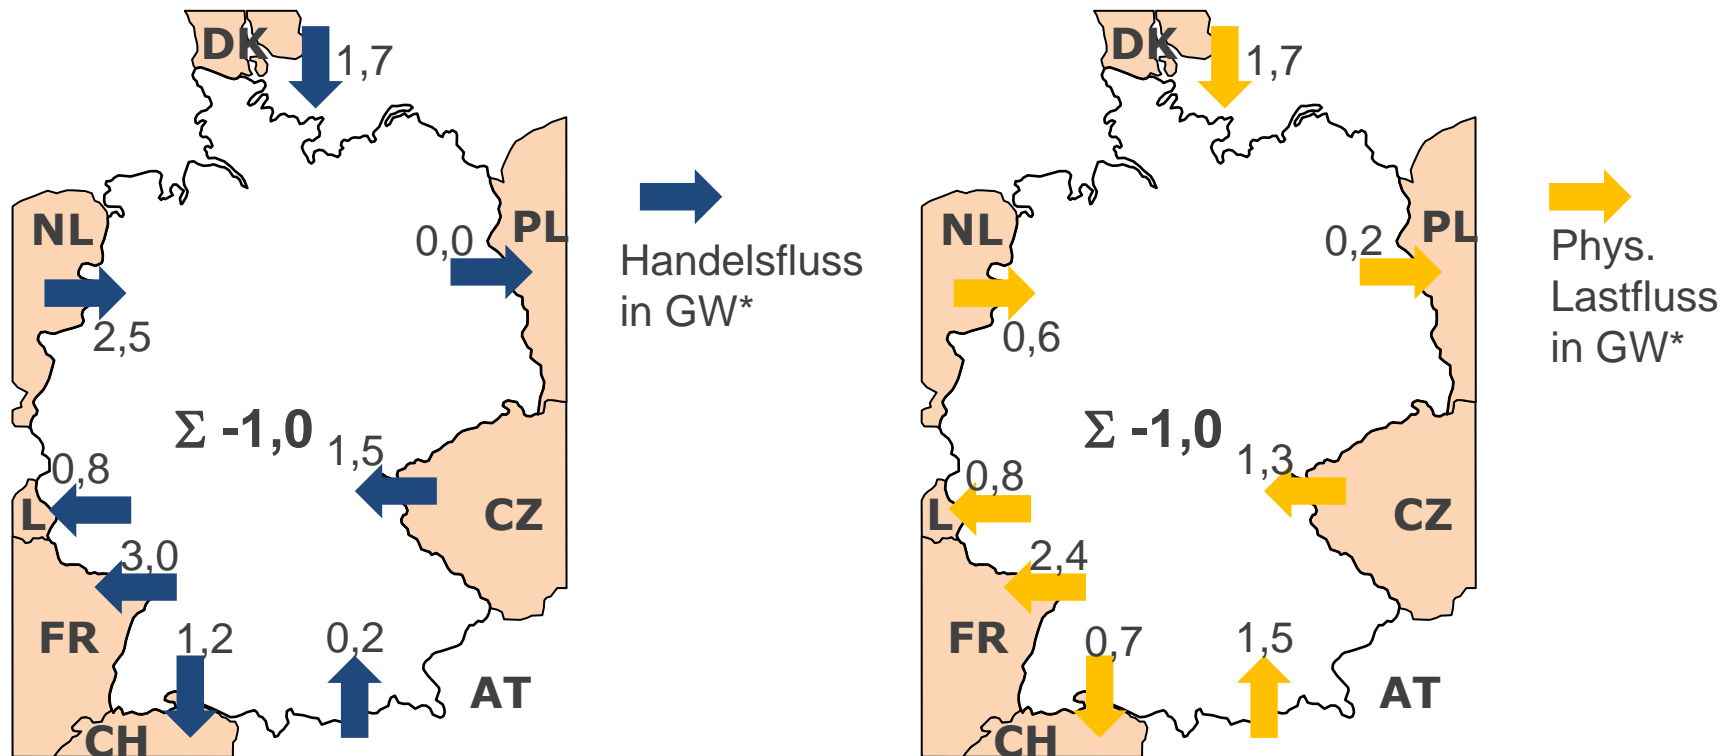 DK
1,7
NL
2,5
0,0
PL
Handelsfluss
in GW*
Σ -1,0
1,5
0,8
L
CZ
3,0
FR
1,2
0,2
AT
CH
DK
1,7
NL
0,6
0,2
PL
Phys.
Lastfluss
in GW*
Σ -1,0
1,3
0,8
L
CZ
2,4
FR
0,7
1,5
AT
CH